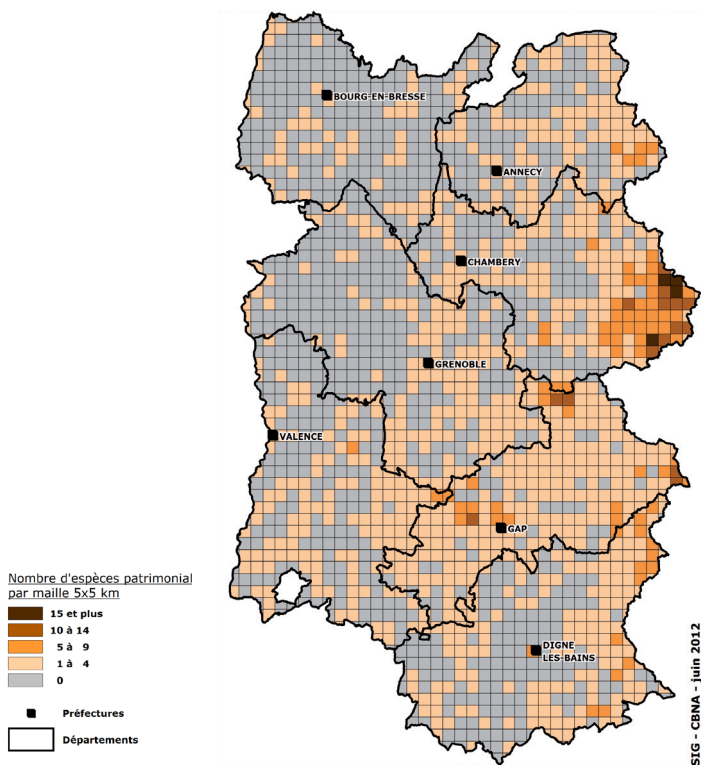 BOURG-EN-BRESSE
ANNECY
CHAMBERY
GRENOBLE
VALENCE
GAP
DIGNE
LES-BAINS
Nombre d'espèces patrimonial
par maille 5x5 km
15 et plus
10 à 14
5 à 9
1 à 4
0
Préfectures
Départements
SIG - CBNA - juin 2012